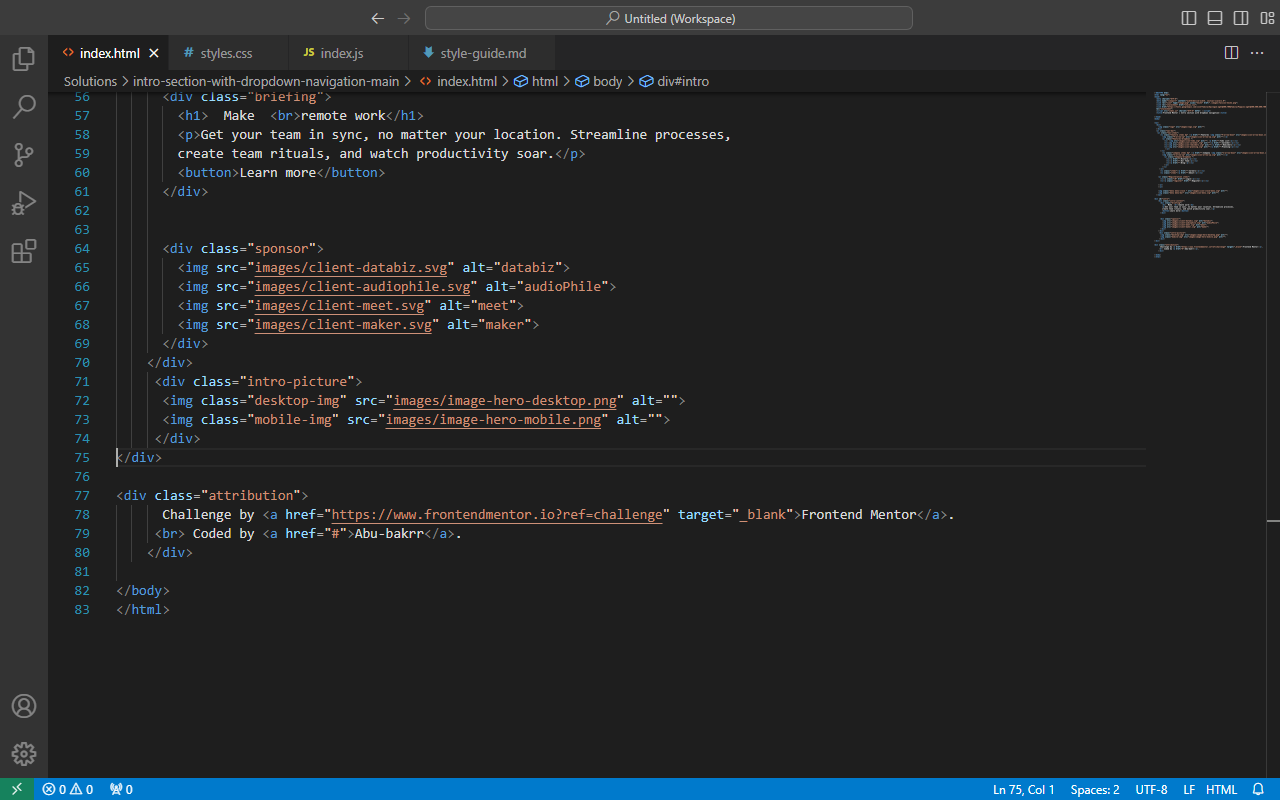 Untitled (Workspace)
index.html
styles.css
JS index.js
style-guide.md
Solutions > intro-section-with-dropdown-navigation-main > index.html > html > body > div#intro
56 <div class="briefing">
57 <h1>  Make  <br>remote work</h1>
58 <p>Get your team in sync, no matter your location. Streamline processes,
59 create team rituals, and watch productivity soar.</p>
60 <button>Learn more</button>
61 </div>
62
63
64 <div class="sponsor">
65 <img src="images/client-databiz.svg" alt="databiz">
66 <img src="images/client-audiophile.svg" alt="audioPhile">
67 <img src="images/client-meet.svg" alt="meet">
68 <img src="images/client-maker.svg" alt="maker">
69 </div>
70 </div>
71 <div class="intro-picture">
72 <img class="desktop-img" src="images/image-hero-desktop.png" alt="">
73 <img class="mobile-img" src="images/image-hero-mobile.png" alt="">
74 </div>
75 </div>
76
77 <div class="attribution">
78 Challenge by <a href="https://www.frontendmentor.io?ref=challenge" target="_blank">Frontend Mentor</a>.
79 <br> Coded by <a href="#">Abu-bakrr</a>.
80 </div>
81
82 </body>
83 </html>
0 0 0 Ln 75, Col 1 Spaces: 2 UTF-8 LF HTML